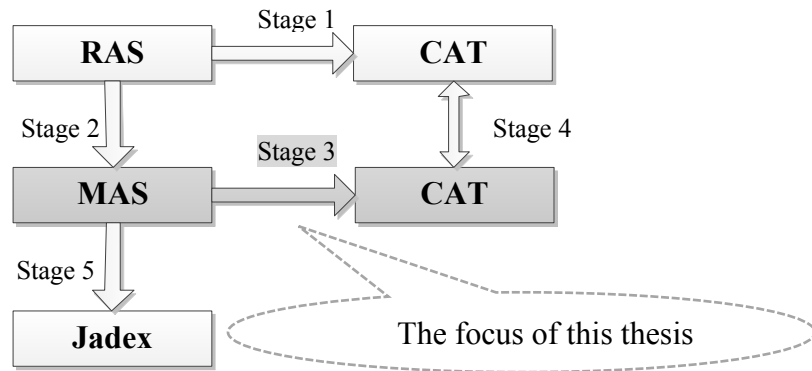 Stage 1
RAS
CAT
Stage 2
Stage 4
Stage 3
MAS
CAT
Stage 5
Jadex
The focus of this thesis